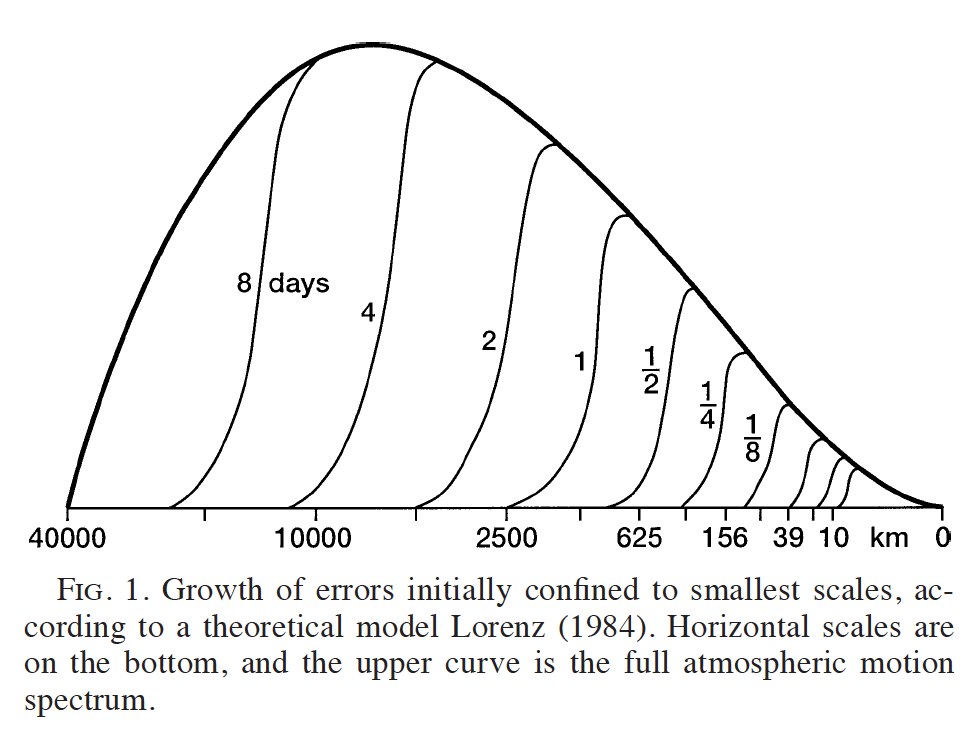 8 days
4
2
1
1/2
1/4
1/8
40000 10000 2500 625 156 39 10 km 0
FIG. 1. Growth of errors initially confined to smallest scales, ac-
cording to a theoretical model Lorenz (1984). Horizontal scales are
on the bottom, and the upper curve is the full atmospheric motion
spectrum.